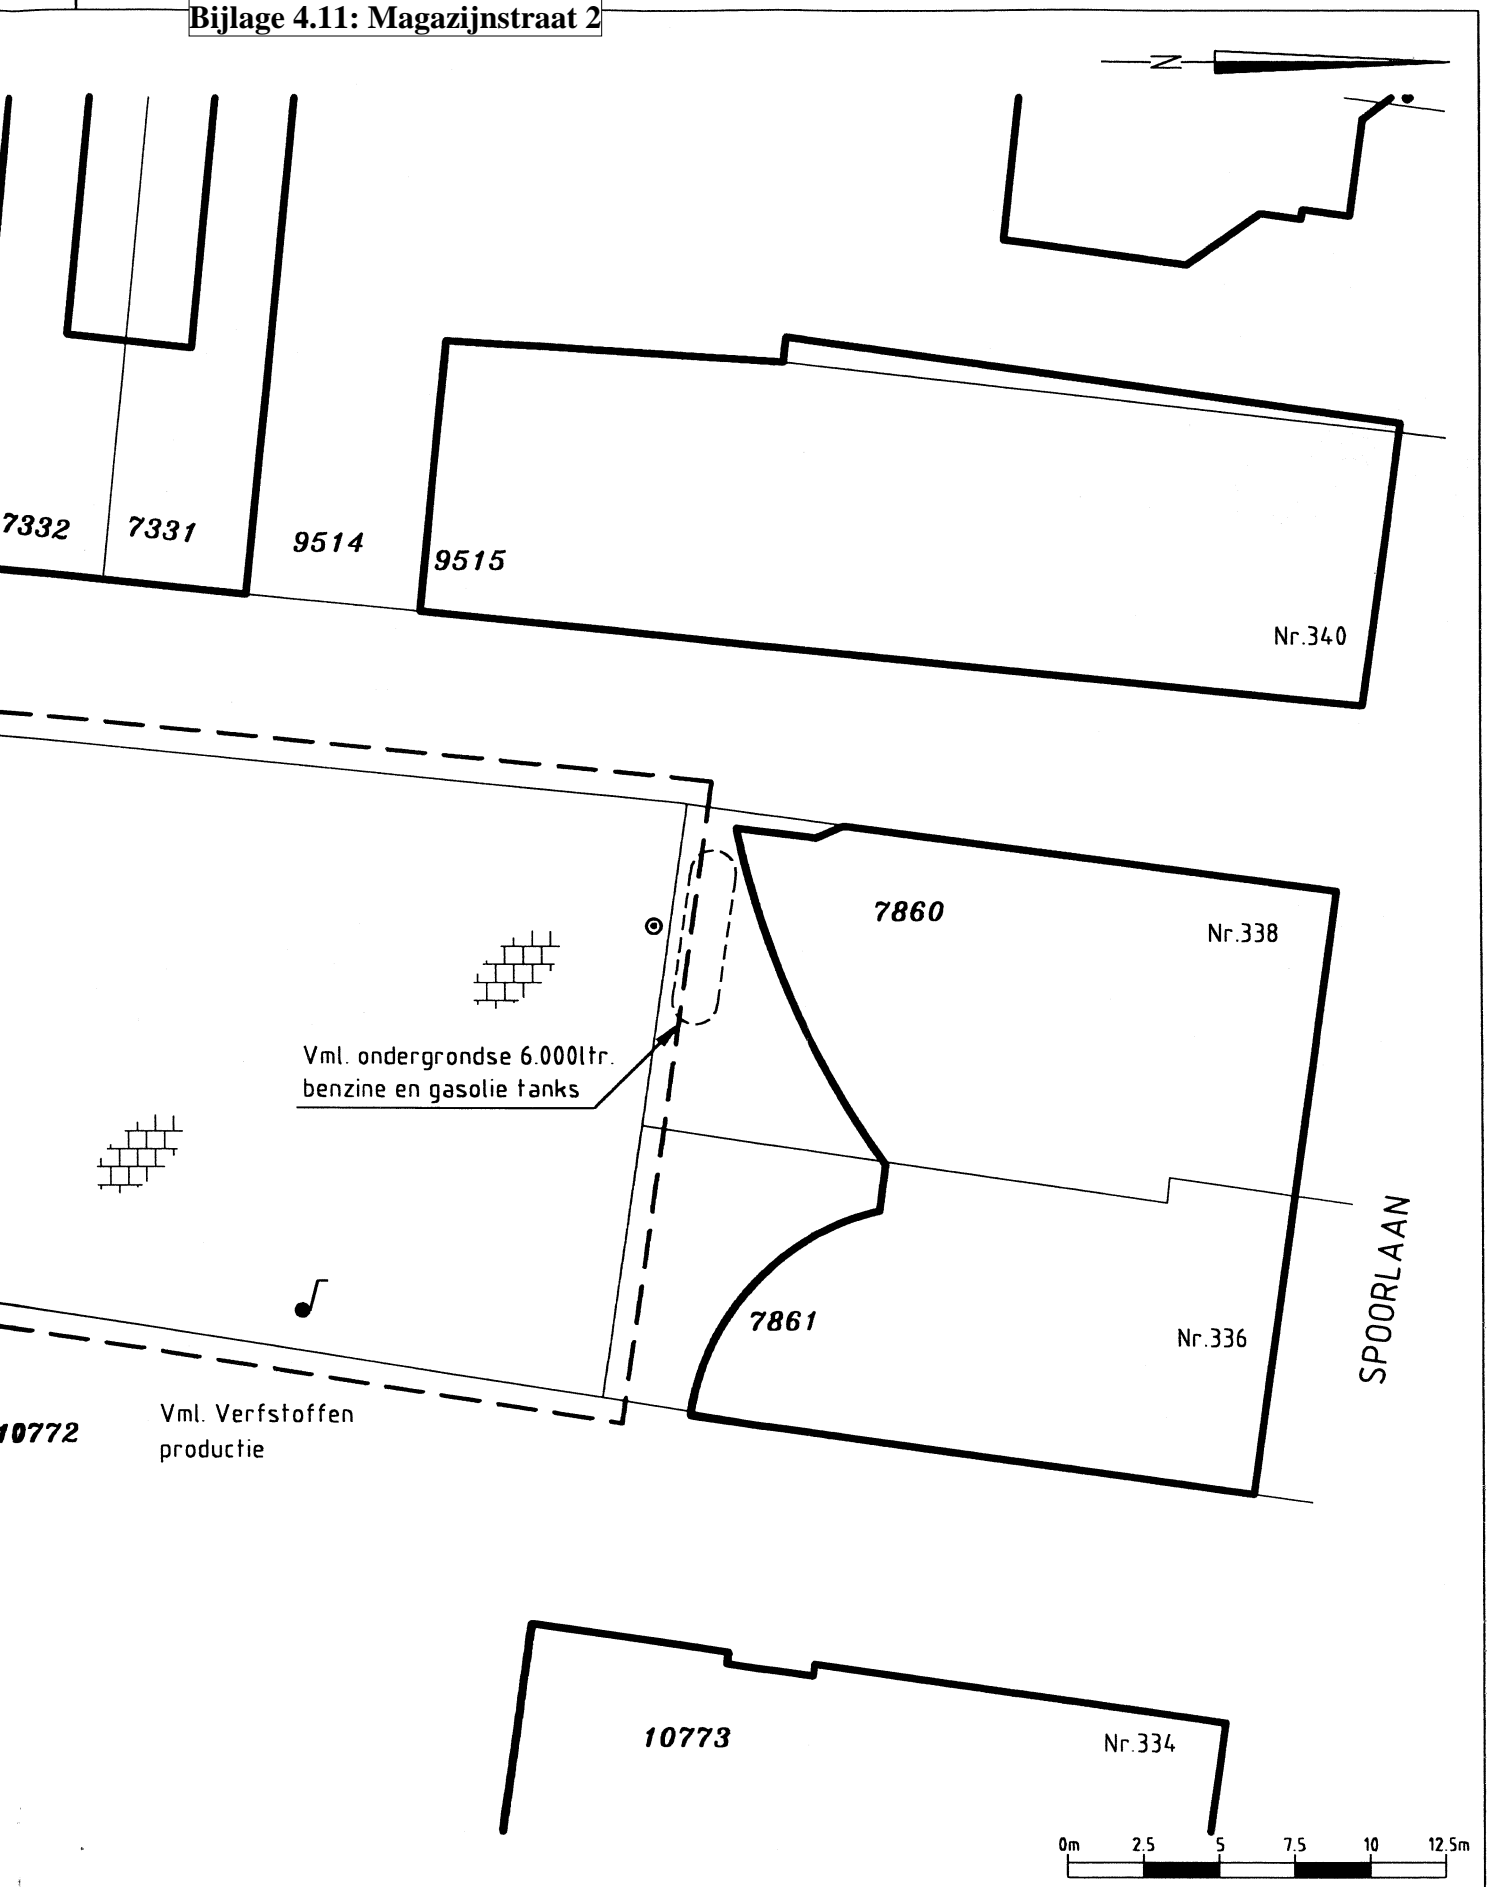 Bijlage 4.11: Magazijnstraat 2
N
7332
7331
9514
9515
Nr.340
7860
Nr.338
Vml. ondergrondse 6.000ltr.
benzine en gasolie tanks
SPOORLAAN
7861
Nr.336
Vml. Verfstoffen
productie
10772
10773
Nr.334
0m 2.5 5 7.5 10 12.5m